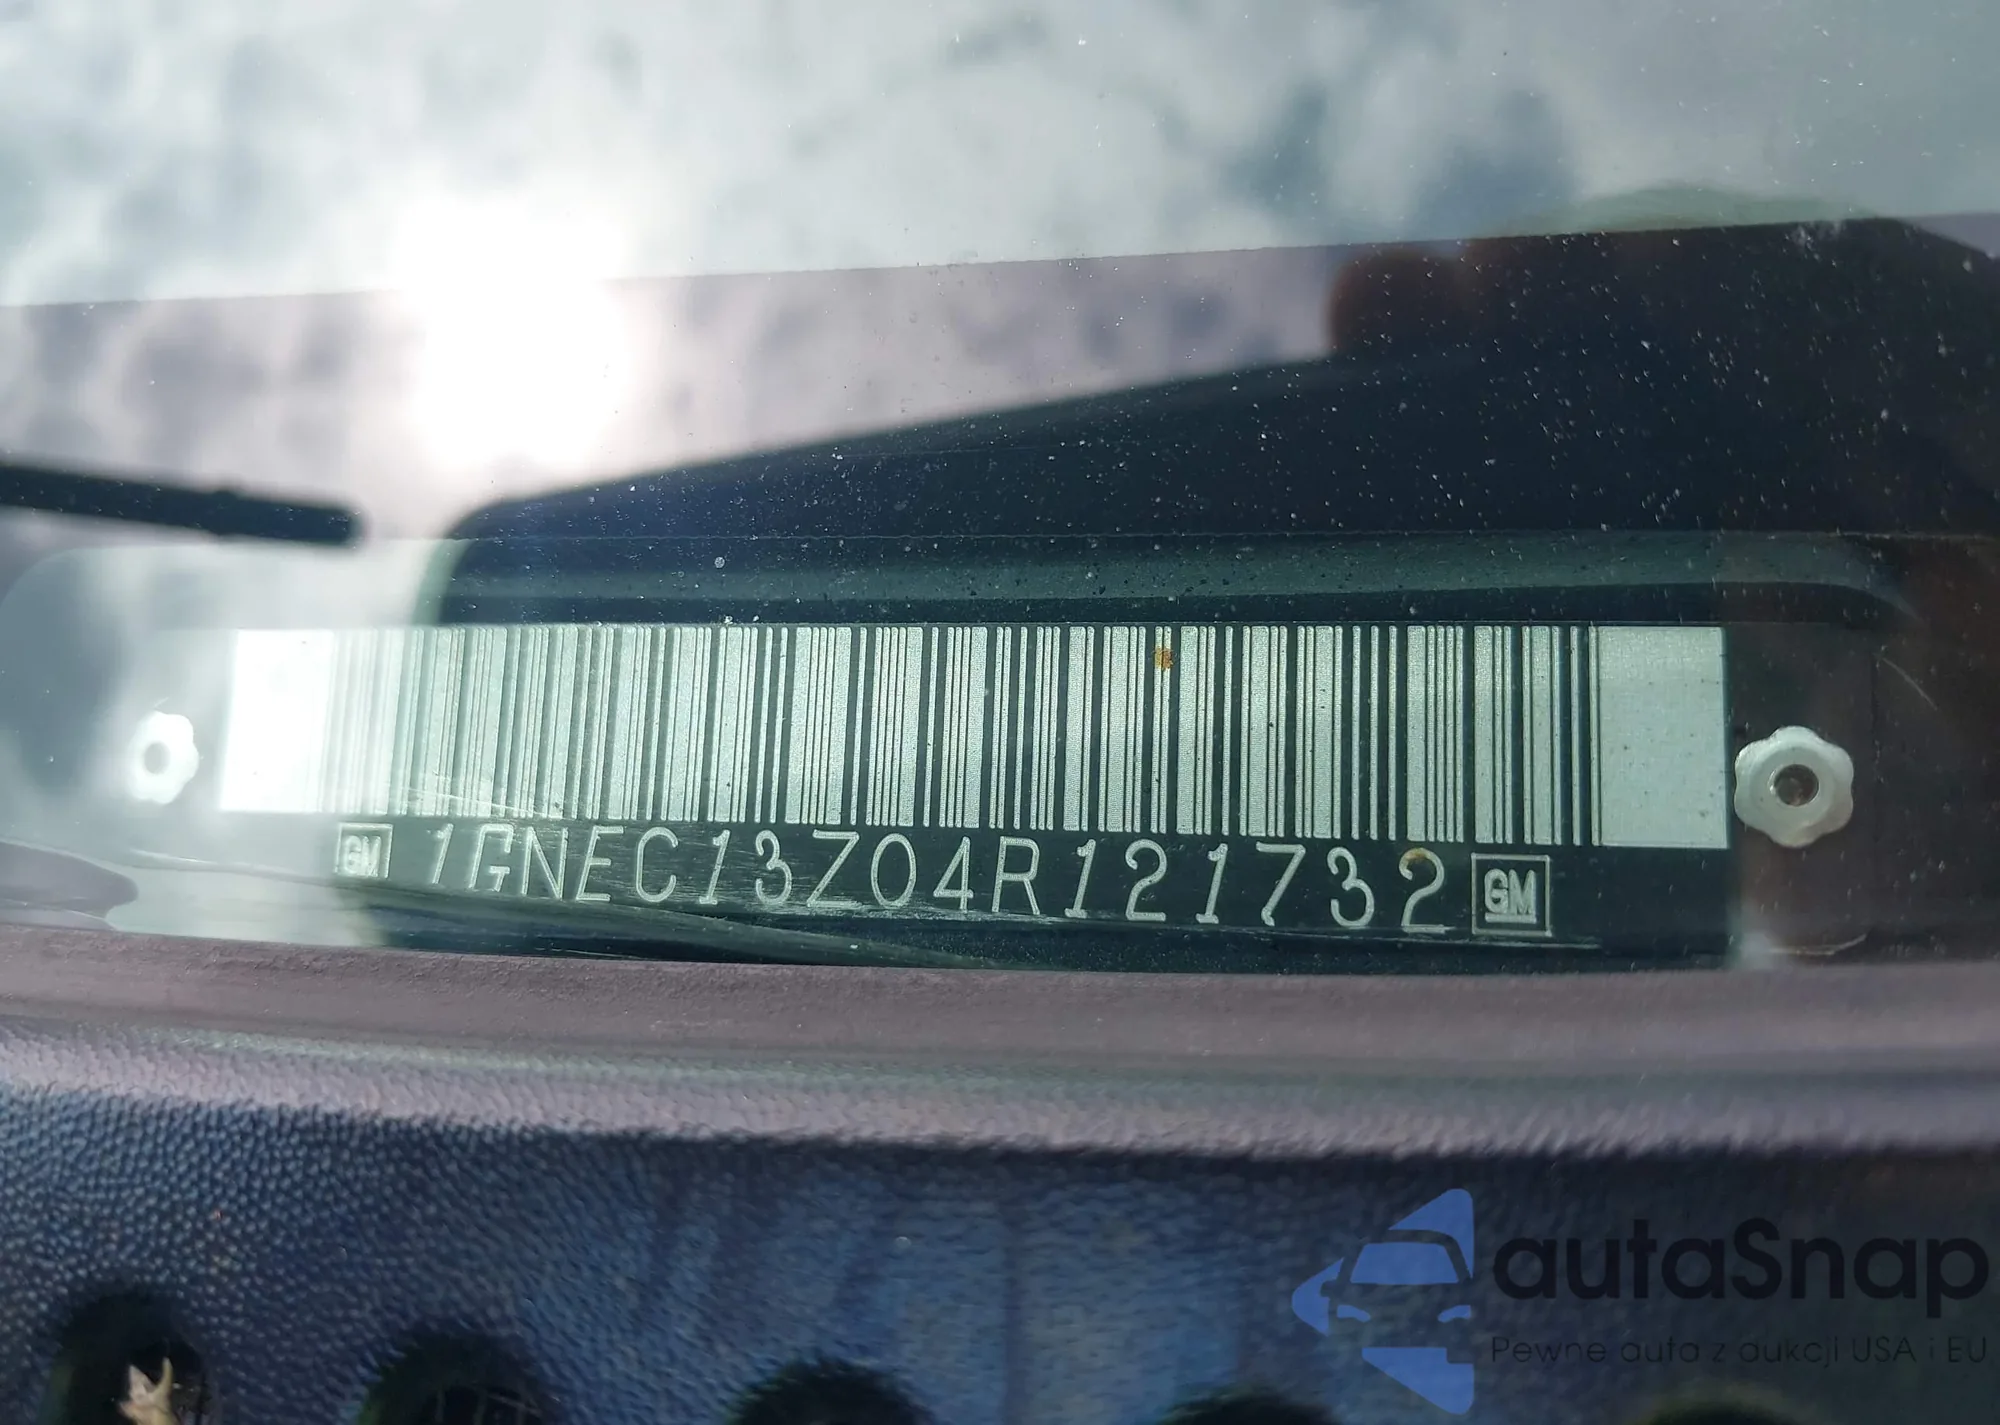 GM 1GNEC13Z04R121732 GM
autaSnap
Pewne auta z aukcji USA i EU